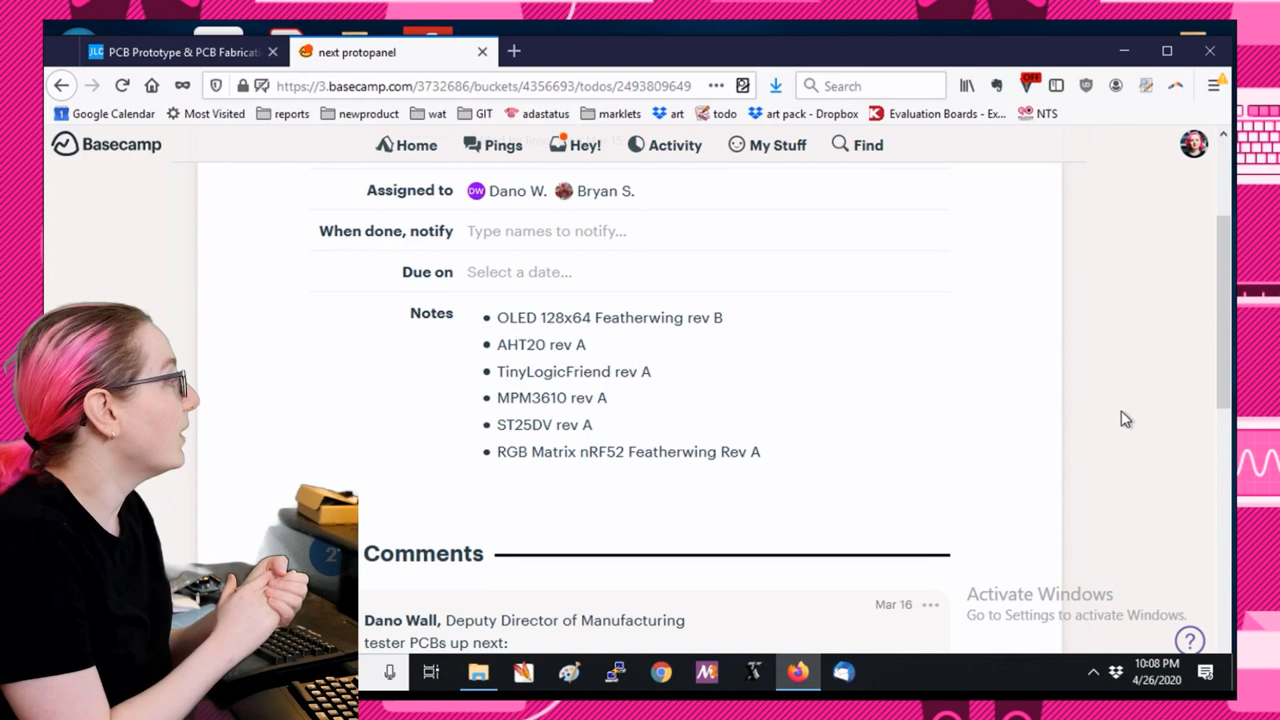 JLC PCB Prototype & PCB Fabricati
next protopanel
https://3.basecamp.com/3732686/buckets/4356693/todos/2493809649
Search
OFF
Google Calendar
Most Visited
reports
newproduct
wat
GIT
adastatus
marklets
art
todo
art pack - Dropbox
Evaluation Boards - Ex...
NTS
Basecamp
Home
Pings
Hey!
Activity
My Stuff
Find
Assigned to DW Dano W. Bryan S.
When done, notify Type names to notify...
Due on Select a date...
Notes
• OLED 128x64 Featherwing rev B
• AHT20 rev A
• TinyLogicFriend rev A
• MPM3610 rev A
• ST25DV rev A
• RGB Matrix nRF52 Featherwing Rev A
Comments
Mar 16
Dano Wall, Deputy Director of Manufacturing
tester PCBs up next:
Activate Windows
Go to Settings to activate Windows.
10:08 PM
4/26/2020